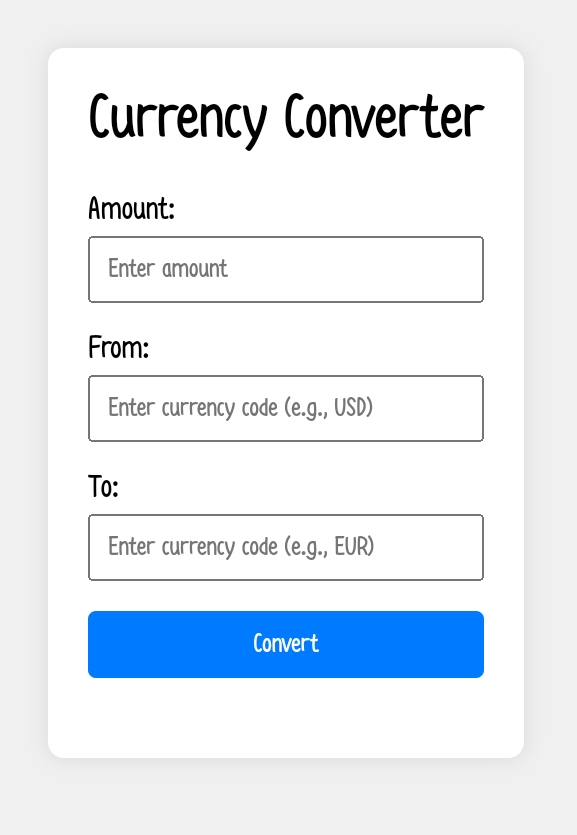 Currency Converter
Amount:
Enter amount
From:
Enter currency code (e.g., USD)
To:
Enter currency code (e.g., EUR)
Convert